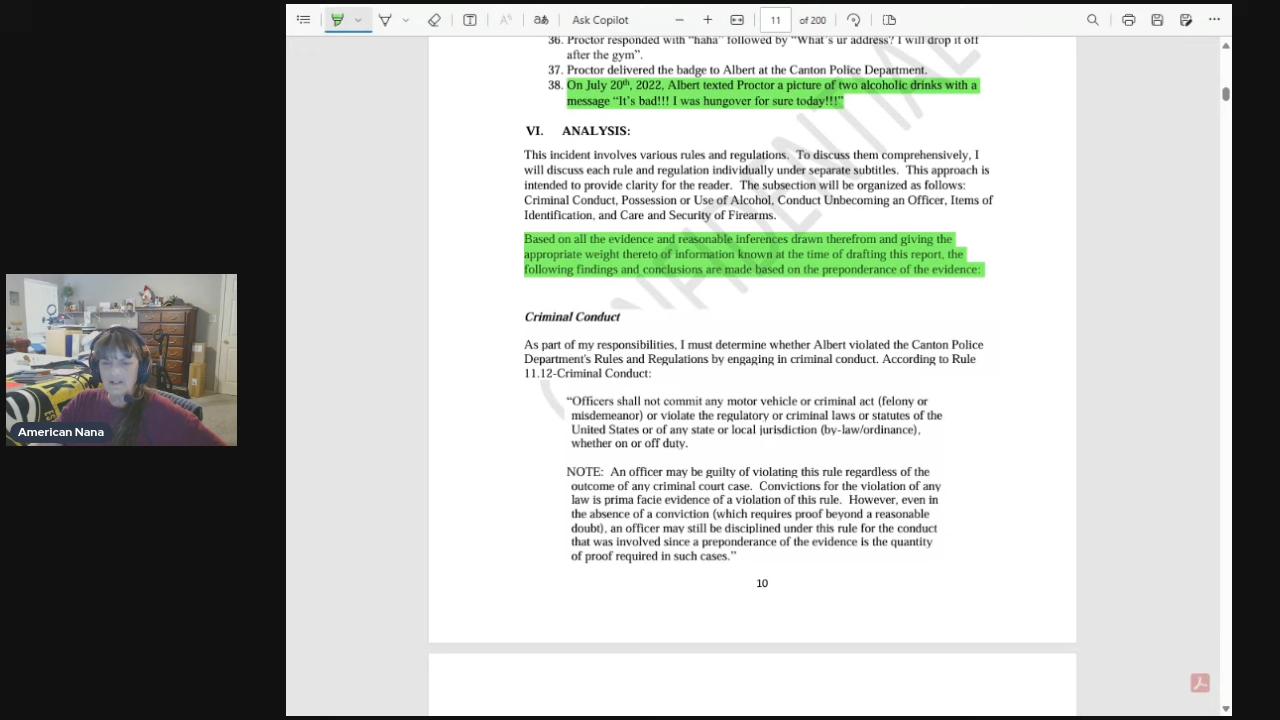 Ask Copilot
11
of 200
36. Proctor responded with "haha" followed by "What's ur address? I will drop it off
after the gym".
37. Proctor delivered the badge to Albert at the Canton Police Department.
38. On July 20th, 2022, Albert texted Proctor a picture of two alcoholic drinks with a
message "It's bad!!! I was hungover for sure today!!!"
VI. ANALYSIS:
This incident involves various rules and regulations. To discuss them comprehensively, I
will discuss each rule and regulation individually under separate subtitles. This approach is
intended to provide clarity for the reader. The subsection will be organized as follows:
Criminal Conduct, Possession or Use of Alcohol, Conduct Unbecoming an Officer, Items of
Identification, and Care and Security of Firearms.
Based on all the evidence and reasonable inferences drawn therefrom and giving the
appropriate weight thereto of information known at the time of drafting this report, the
following findings and conclusions are made based on the preponderance of the evidence:
Criminal Conduct
As part of my responsibilities, I must determine whether Albert violated the Canton Police
Department's Rules and Regulations by engaging in criminal conduct. According to Rule
11.12-Criminal Conduct:
"Officers shall not commit any motor vehicle or criminal act (felony or
misdemeanor) or violate the regulatory or criminal laws or statutes of the
United States or of any state or local jurisdiction (by-law/ordinance),
whether on or off duty.
NOTE: An officer may be guilty of violating this rule regardless of the
outcome of any criminal court case. Convictions for the violation of any
law is prima facie evidence of a violation of this rule. However, even in
the absence of a conviction (which requires proof beyond a reasonable
doubt), an officer may still be disciplined under this rule for the conduct
that was involved since a preponderance of the evidence is the quantity
of proof required in such cases."
10
American Nana